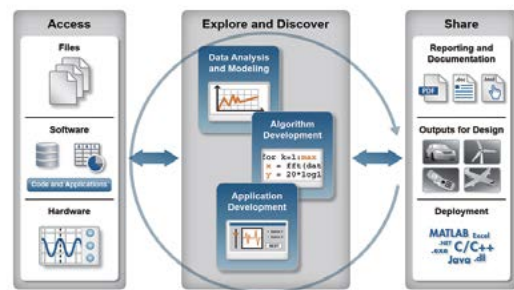 Access
Files
Software
Code and Applications
Hardware
Explore and Discover
Data Analysis
and Modeling
Algorithm
Development
for k=1:max
x = fft(dat
y = 20*log1
Application
Development
Share
Reporting and
Documentation
PDF
Outputs for Design
Deployment
MATLAB Excel
.NET C/C++
.exe Java .dll